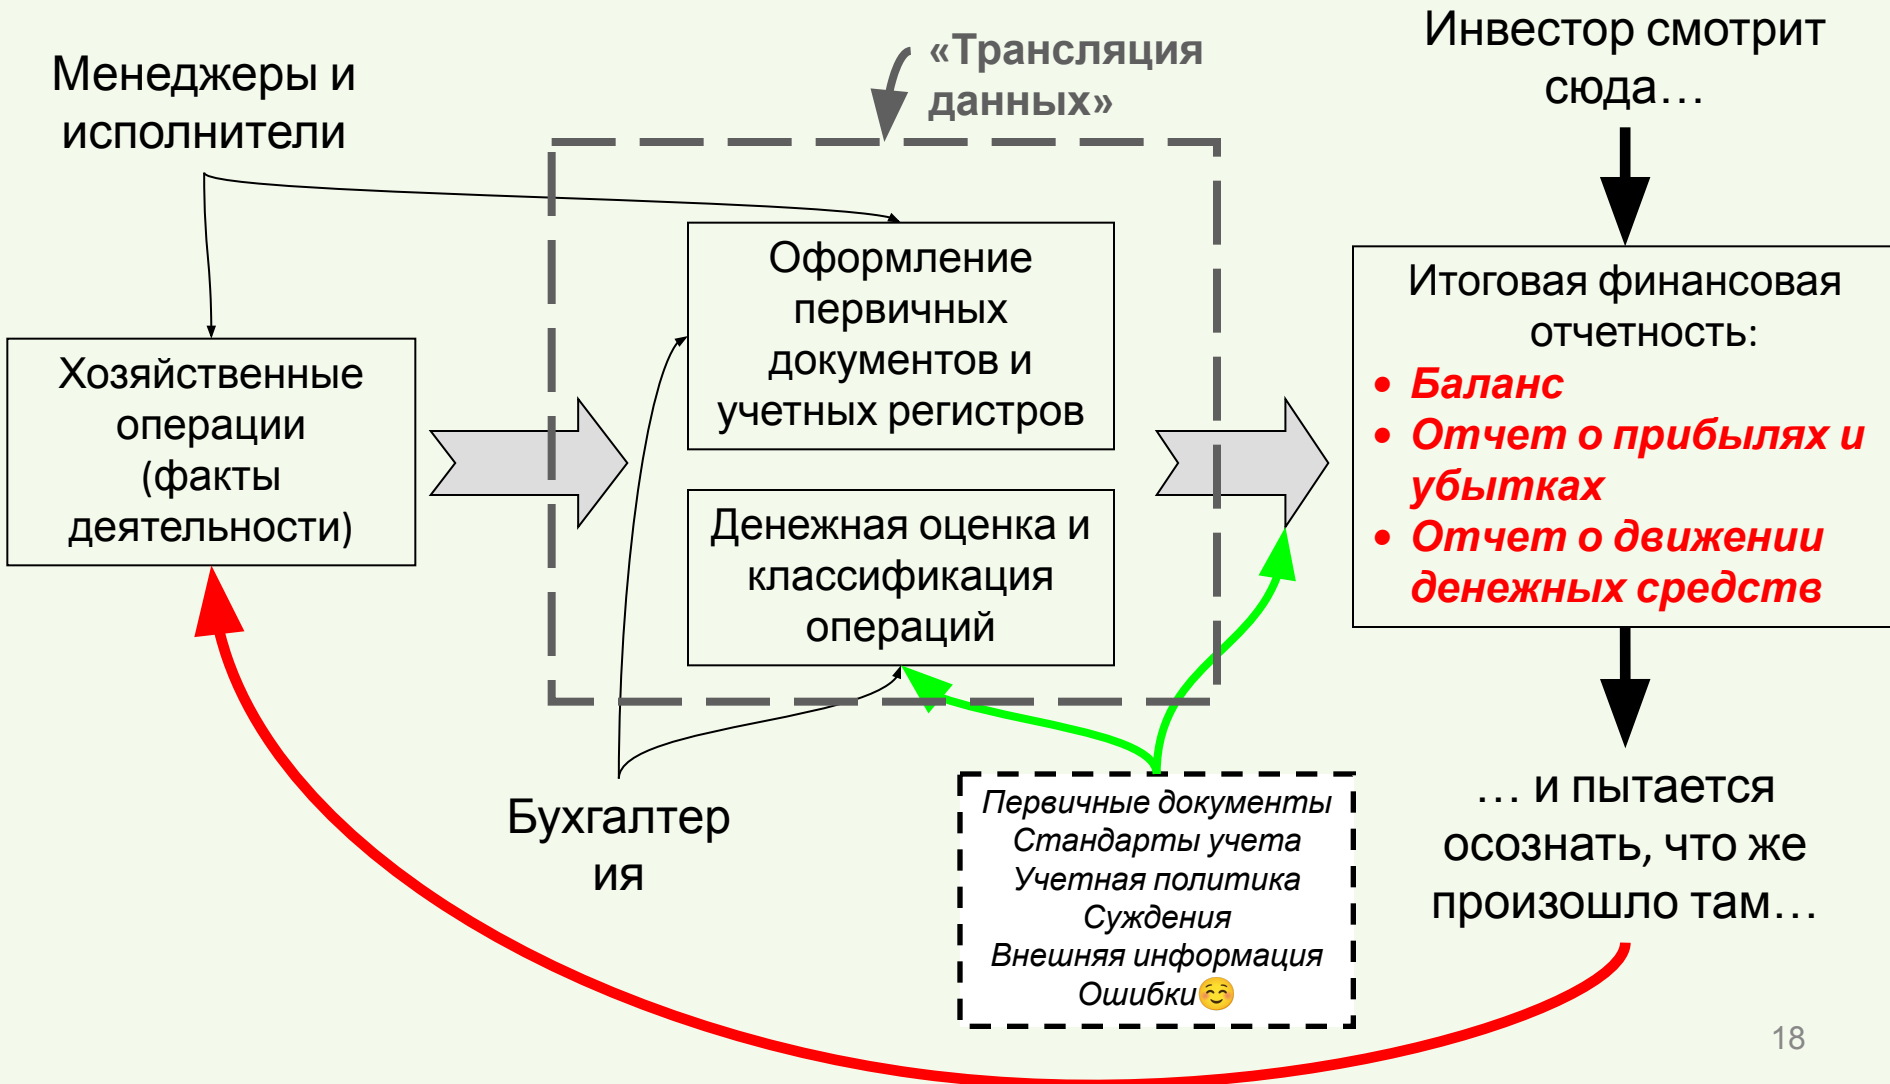 Менеджеры и
исполнители
«Трансляция
данных»
Инвестор смотрит
сюда…
Хозяйственные
операции
(факты
деятельности)
Оформление
первичных
документов и
учетных регистров
Денежная оценка и
классификация
операций
Итоговая финансовая
отчетность:
• Баланс
• Отчет о прибылях и
убытках
• Отчет о движении
денежных средств
Бухгалтер
ия
Первичные документы
Стандарты учета
Учетная политика
Суждения
Внешняя информация
Ошибки☺️
… и пытается
осознать, что же
произошло там…
18